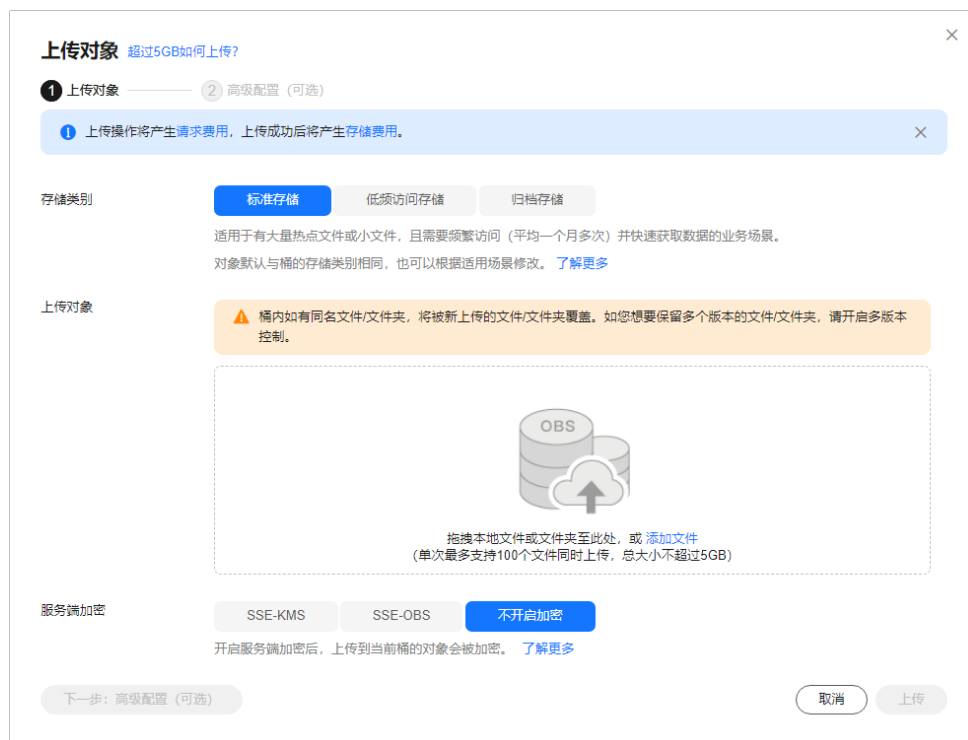 上传对象 超过5GB如何上传?
1 上传对象 2 高级配置（可选）
上传操作将产生请求费用，上传成功后将产生存储费用。
存储类别 标准存储 低频访问存储 归档存储
适用于有大量热点文件或小文件，且需要频繁访问（平均一个月多次）并快速获取数据的业务场景。
对象默认与桶的存储类别相同，也可以根据适用场景修改。 了解更多
上传对象 桶内如有同名文件/文件夹，将被新上传的文件/文件夹覆盖。如您想要保留多个版本的文件/文件夹，请开启多版本
控制。
OBS
拖拽本地文件或文件夹至此处，或 添加文件
（单次最多支持100个文件同时上传，总大小不超过5GB）
服务端加密 SSE-KMS SSE-OBS 不开启加密
开启服务端加密后，上传到当前桶的对象会被加密。 了解更多
下一步：高级配置（可选） 取消 上传